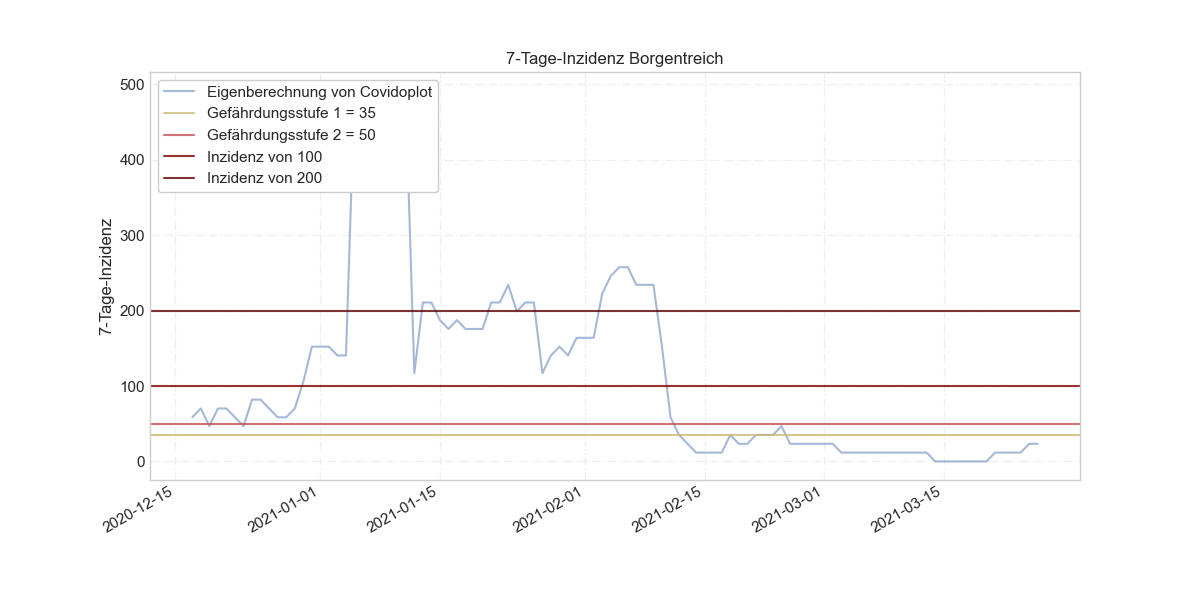 7-Tage-Inzidenz Borgentreich
500
400
300
200
100
0
7-Tage-Inzidenz
Eigenberechnung von Covidoplot
Gefährdungsstufe 1 = 35
Gefährdungsstufe 2 = 50
Inzidenz von 100
Inzidenz von 200
2020-12-15
2021-01-01
2021-01-15
2021-02-01
2021-02-15
2021-03-01
2021-03-15